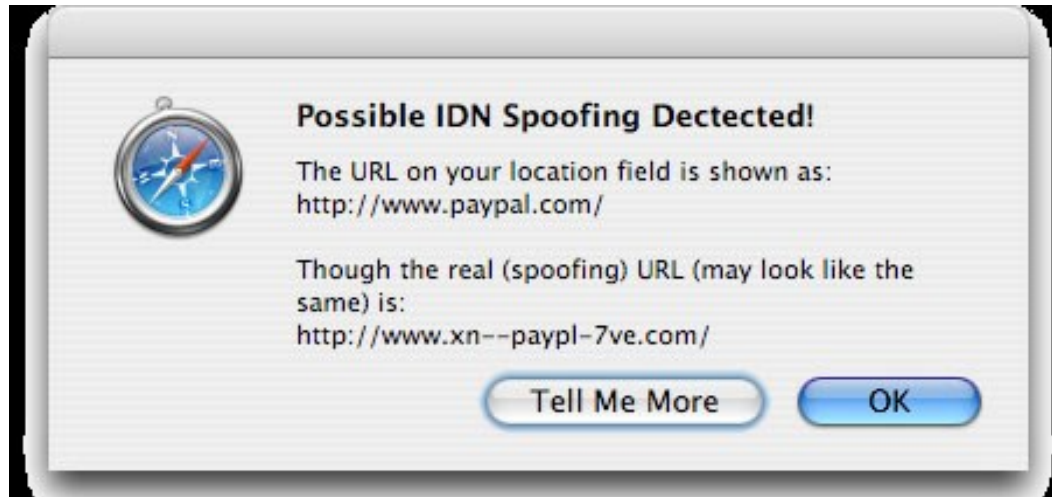 Possible IDN Spoofing Dectected!
The URL on your location field is shown as:
http://www.paypal.com/
Though the real (spoofing) URL (may look like the
same) is:
http://www.xn--paypl-7ve.com/
Tell Me More
OK